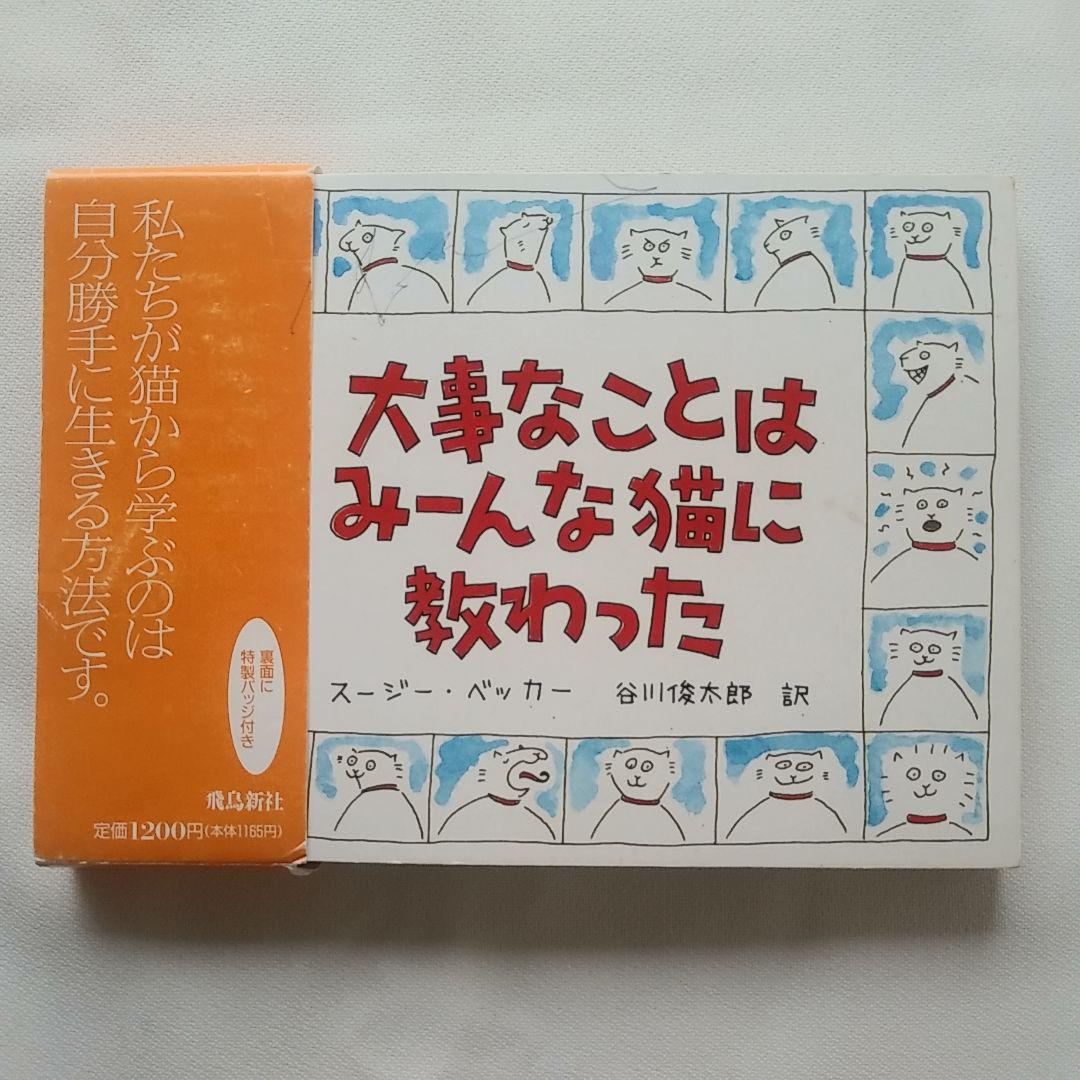 私たちが猫から学ぶのは
自分勝手に生きる方法です。
裏面に
特製バッジ付き
飛鳥新社
定価1200円(本体1165円)
大事なことは
みーんな猫に
教わった
スージー・ベッカー 谷川俊太郎 訳